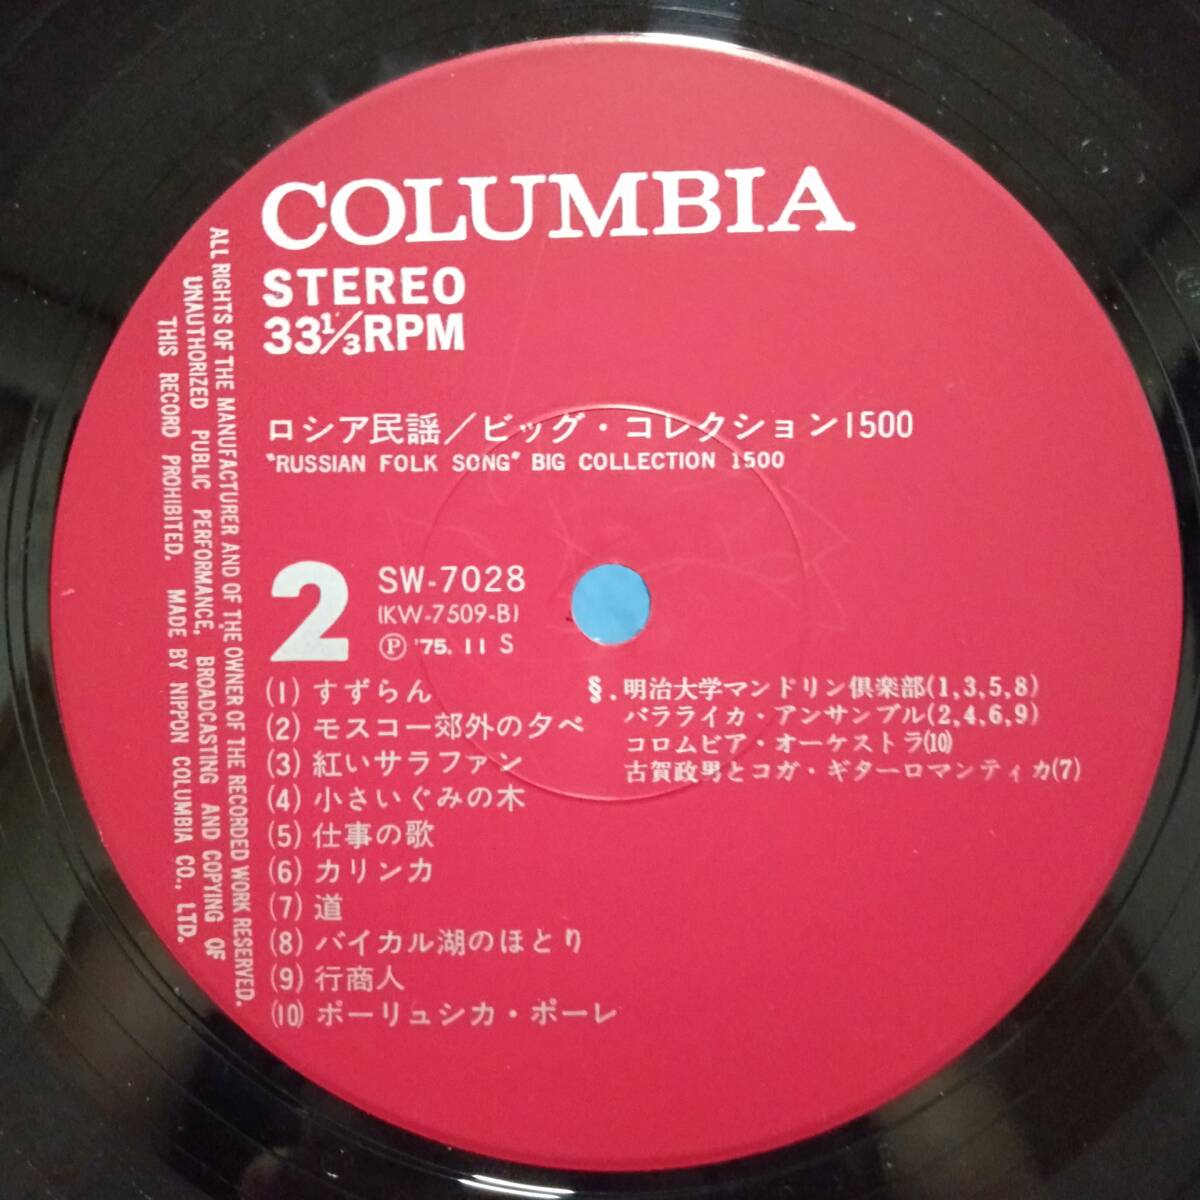 COLUMBIA
STEREO
33⅓RPM
ロシア民謡/ビッグ・コレクション1500
"RUSSIAN FOLK SONG" BIG COLLECTION 1500
2
SW-7028
(KW-7509-B)
Ⓟ '75. 11 S
(1) すずらん
(2) モスコー郊外の夕べ
(3) 紅いサラファン
(4) 小さいぐみの木
(5) 仕事の歌
(6) カリンカ
(7) 道
(8) バイカル湖のほとり
(9) 行商人
(10) ポーリュシカ・ポーレ
§. 明治大学マンドリン倶楽部(1,3,5,8)
バラライカ・アンサンブル(2,4,6,9)
コロムビア・オーケストラ(10)
古賀政男とコガ・ギターロマンティカ(7)
ALL RIGHTS OF THE MANUFACTURER AND OF THE OWNER OF THE RECORDED WORK RESERVED.
UNAUTHORIZED PUBLIC PERFORMANCE, BROADCASTING AND COPYING OF
THIS RECORD PROHIBITED. MADE BY NIPPON COLUMBIA CO., LTD.